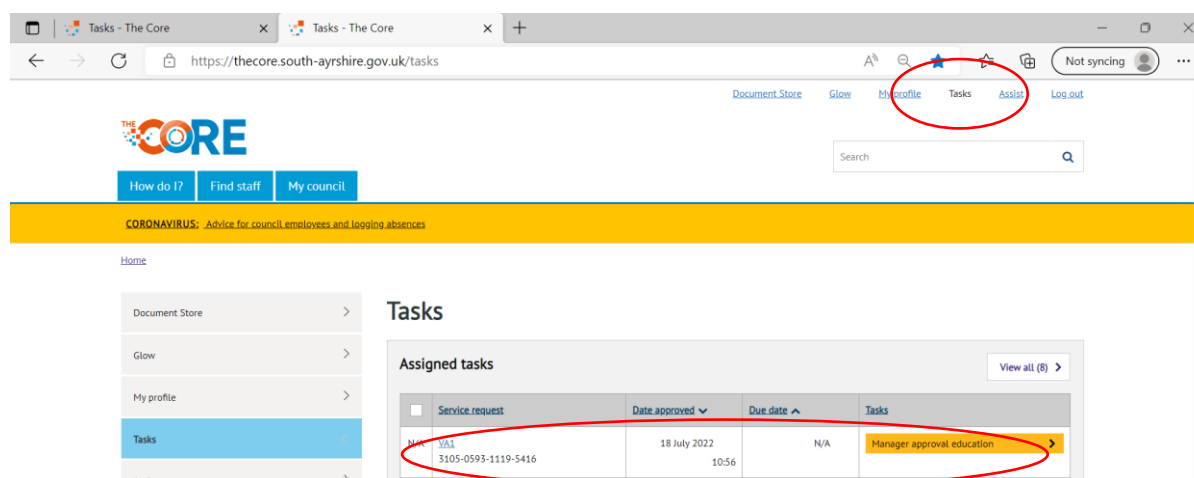 Tasks - The Core
Tasks - The Core
https://thecore.south-ayrshire.gov.uk/tasks
Not syncing
Document Store Glow My profile Tasks Assist Log out
THE CORE
Search
How do I? Find staff My council
CORONAVIRUS: Advice for council employees and logging absences
Home
Document Store
Glow
My profile
Tasks
Tasks
Assigned tasks
View all (8)
Service request Date approved Due date Tasks
N/A VA1 18 July 2022 N/A Manager approval education
3105-0593-1119-5416 10:56